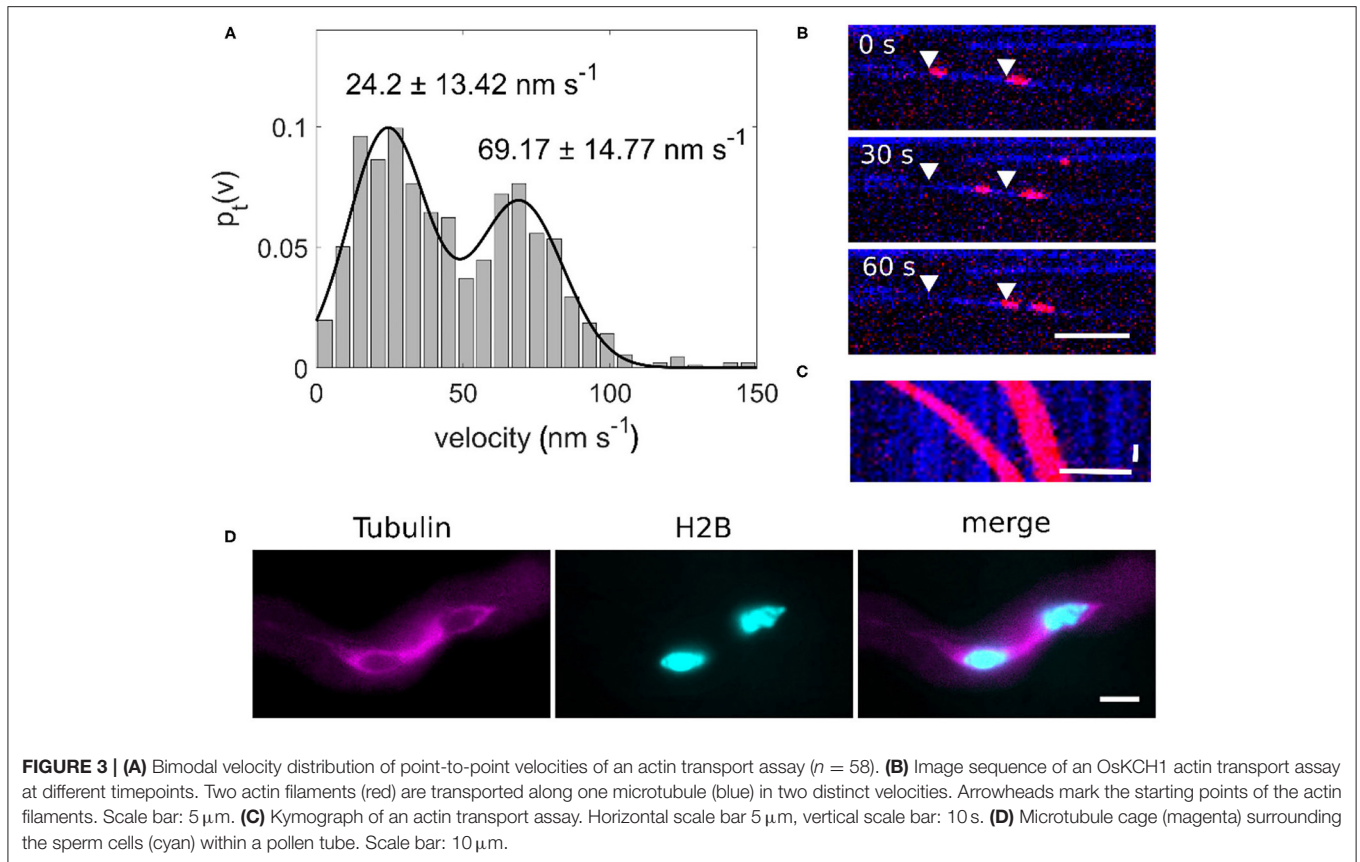 A
24.2 ± 13.42 nm s⁻¹
69.17 ± 14.77 nm s⁻¹
0.1
0.05
0
pₜ(v)
0 50 100 150
velocity (nm s⁻¹)
B
0 s
30 s
60 s
C
D
Tubulin H2B merge
FIGURE 3 | (A) Bimodal velocity distribution of point-to-point velocities of an actin transport assay (n = 58). (B) Image sequence of an OsKCH1 actin transport assay
at different timepoints. Two actin filaments (red) are transported along one microtubule (blue) in two distinct velocities. Arrowheads mark the starting points of the actin
filaments. Scale bar: 5 μm. (C) Kymograph of an actin transport assay. Horizontal scale bar 5 μm, vertical scale bar: 10 s. (D) Microtubule cage (magenta) surrounding
the sperm cells (cyan) within a pollen tube. Scale bar: 10 μm.